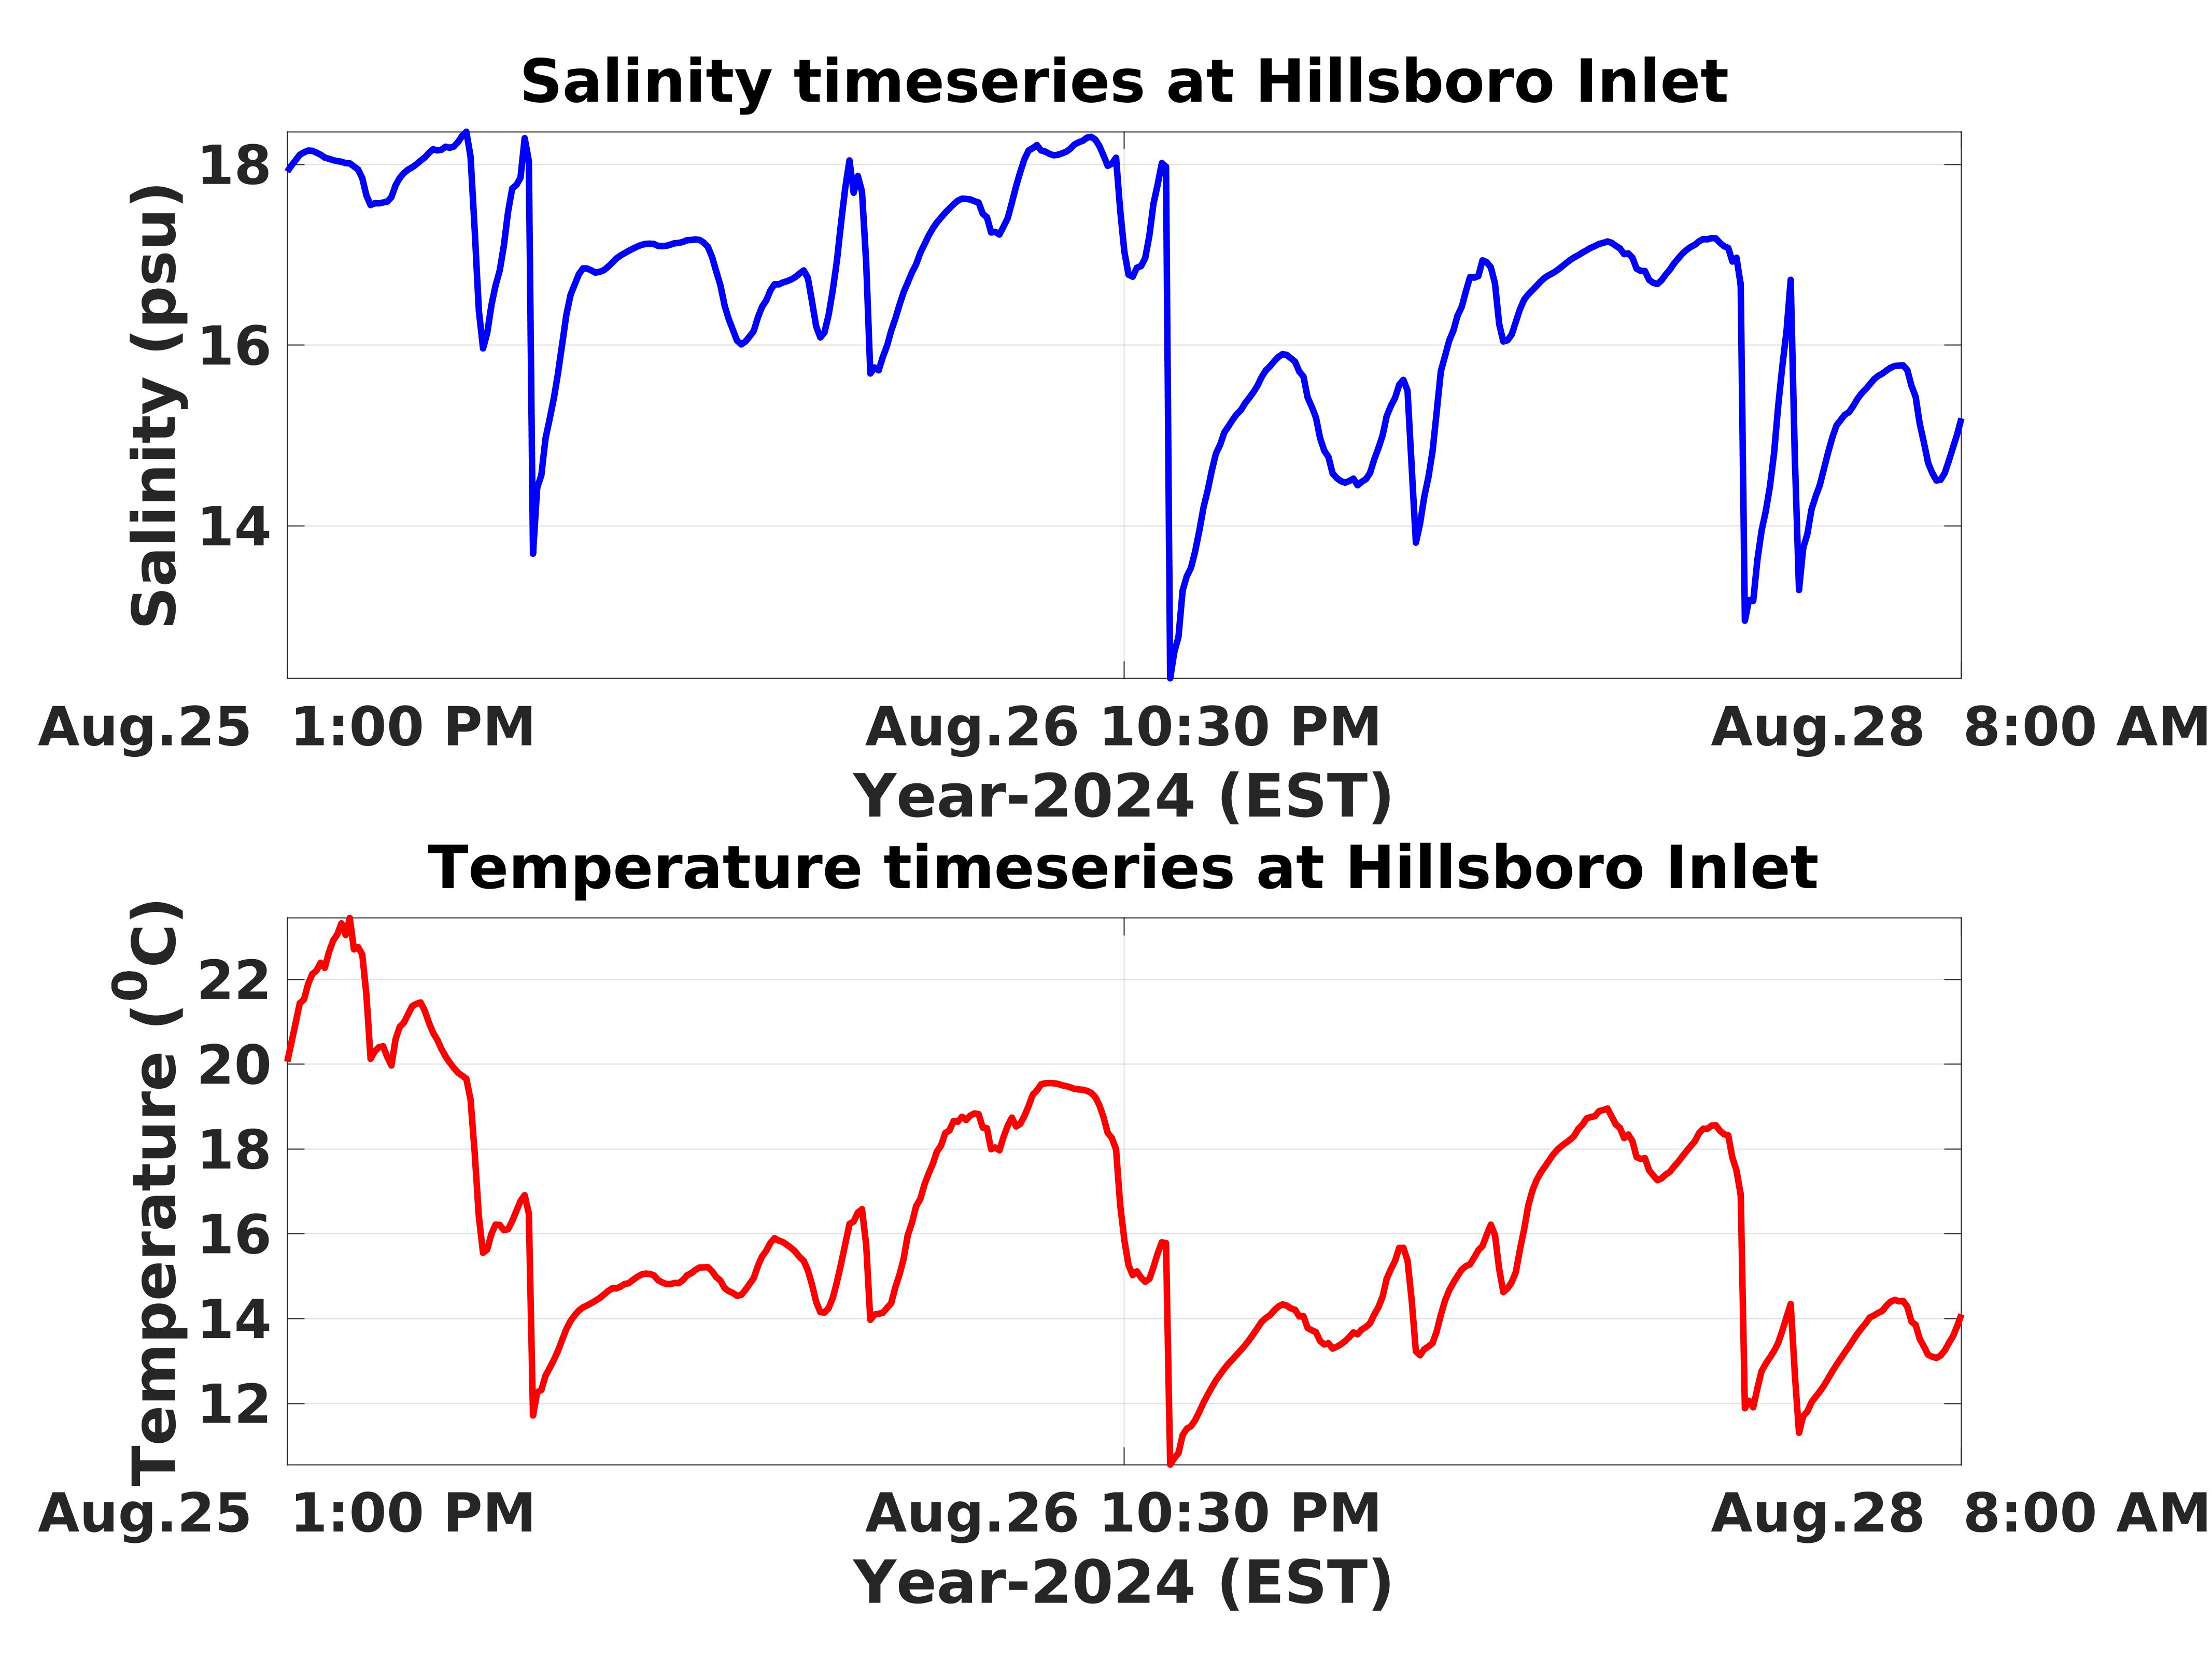 Salinity timeseries at Hillsboro Inlet
Salinity (psu)
18
16
14
Aug.25  1:00 PM
Aug.26 10:30 PM
Aug.28  8:00 AM
Year-2024 (EST)
Temperature timeseries at Hillsboro Inlet
Temperature (⁰C)
22
20
18
16
14
12
Aug.25  1:00 PM
Aug.26 10:30 PM
Aug.28  8:00 AM
Year-2024 (EST)